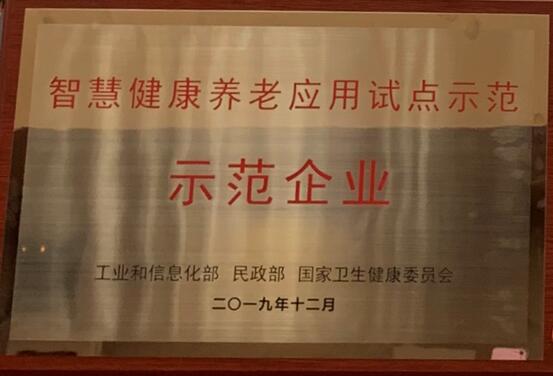 智慧健康养老应用试点示范
示范企业
工业和信息化部 民政部 国家卫生健康委员会
二〇一九年十二月